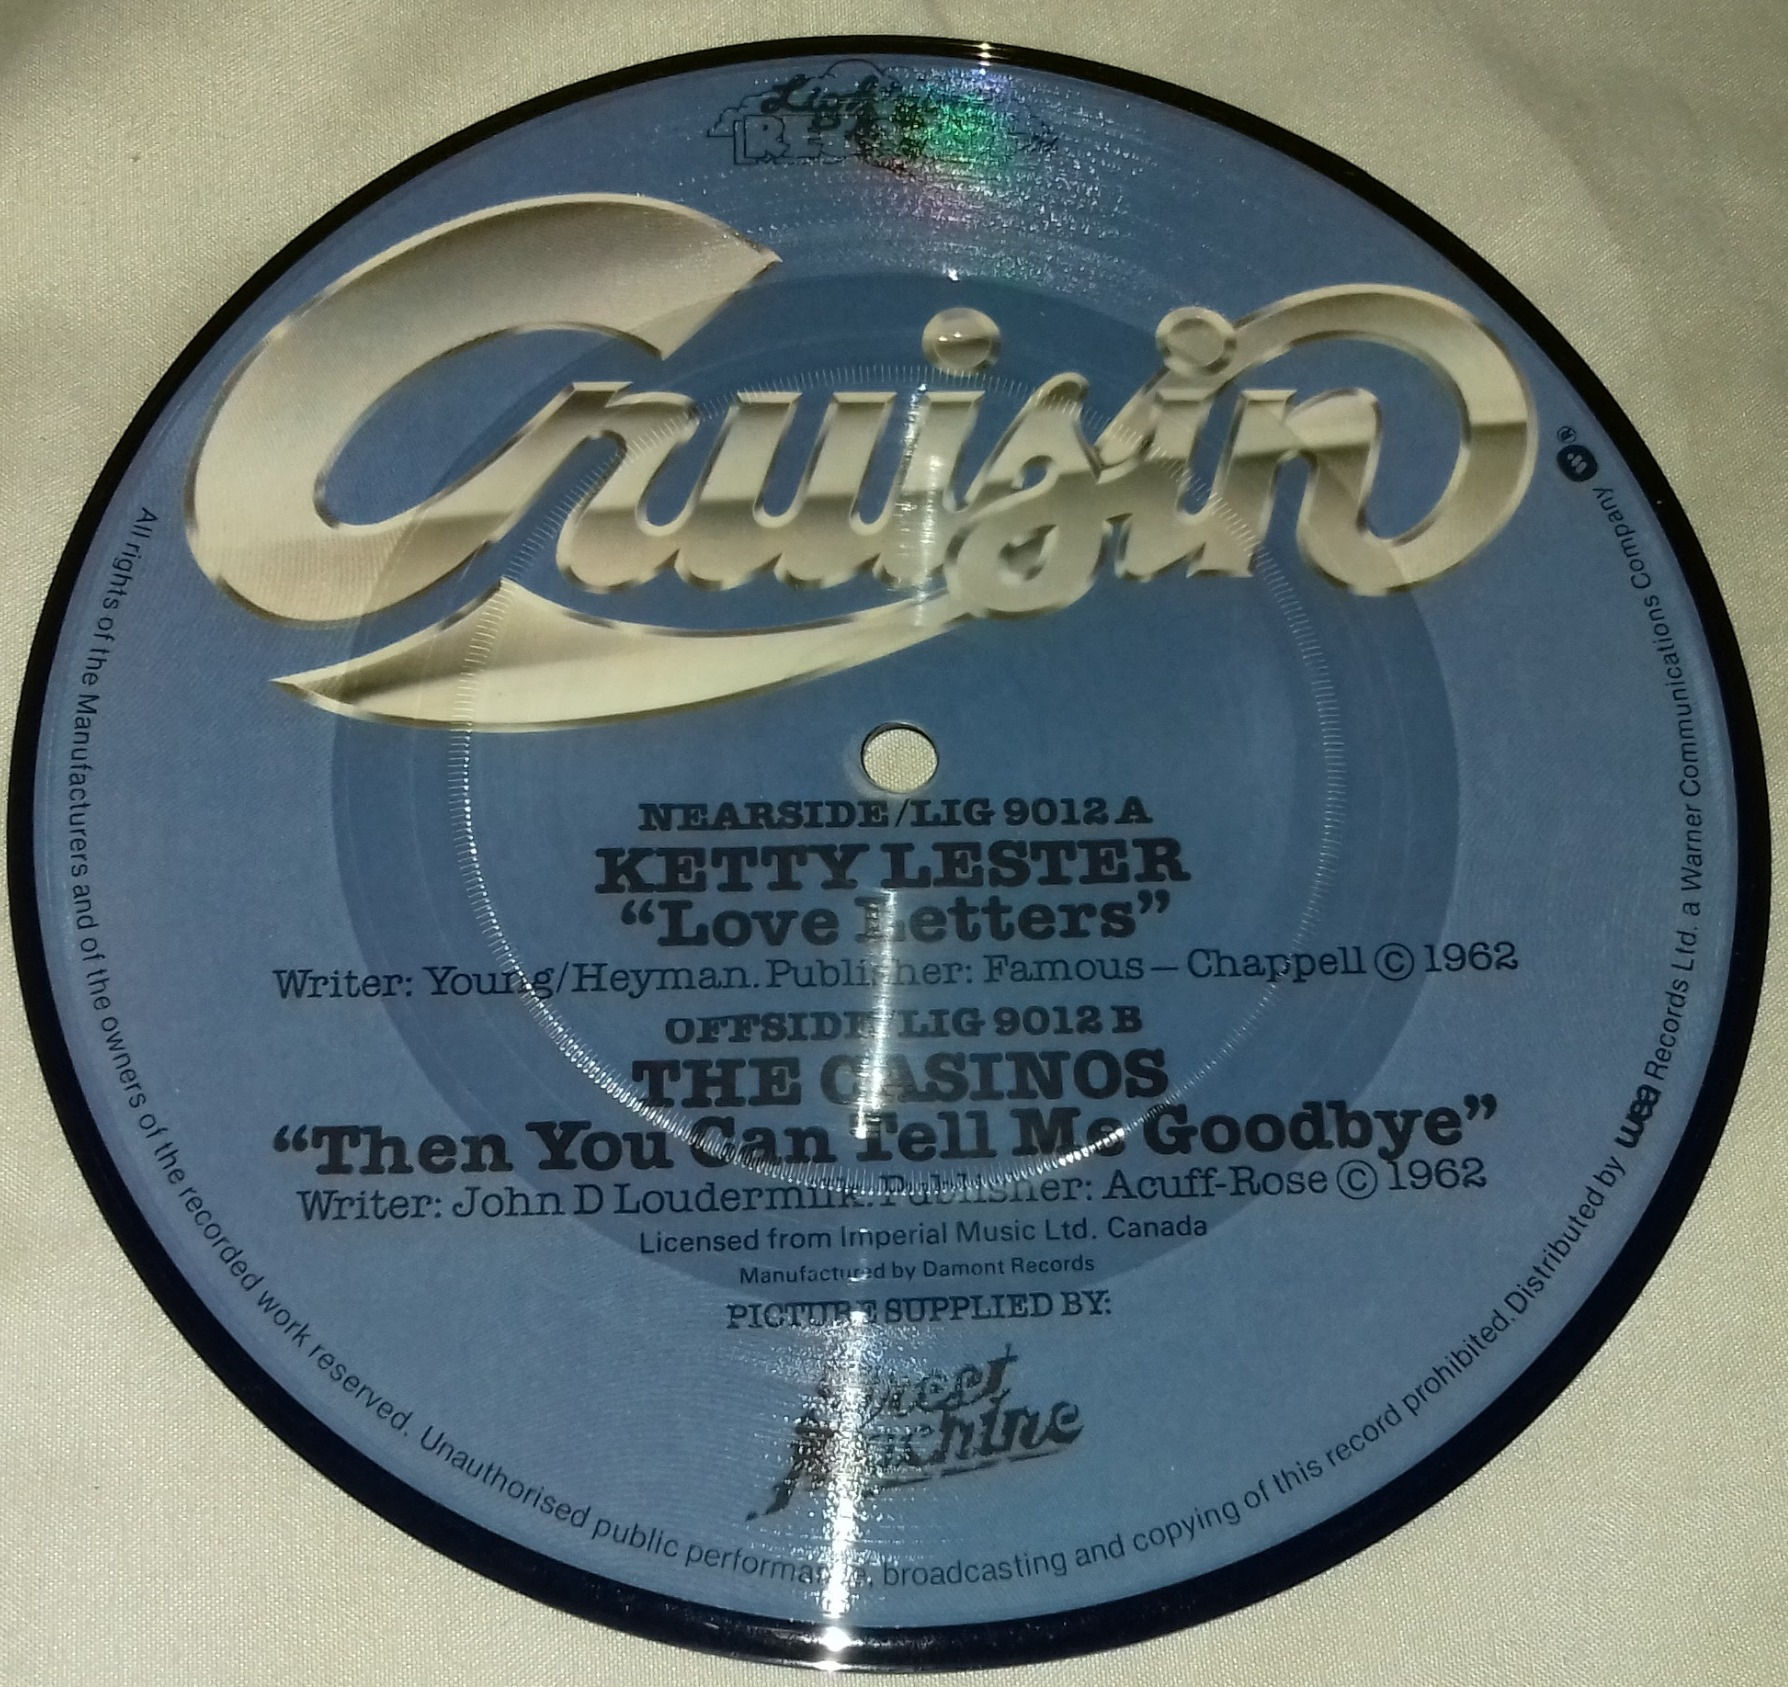 Cruisin
NEARSIDE/LIG 9012 A
KETTY LESTER
“Love Letters”
Writer: Young/Heyman. Publisher: Famous – Chappell © 1962
OFFSIDE/LIG 9012 B
THE CASINOS
“Then You Can Tell Me Goodbye”
Writer: John D Loudermilk. Publisher: Acuff-Rose © 1962
Licensed from Imperial Music Ltd. Canada
Manufactured by Damont Records
PICTURE SUPPLIED BY:
Street
Machine
All rights of the Manufacturers and of the owners of the recorded work reserved. Unauthorised public performance, broadcasting and copying of this record prohibited. Distributed by wea Records Ltd. a Warner Communications Company ®